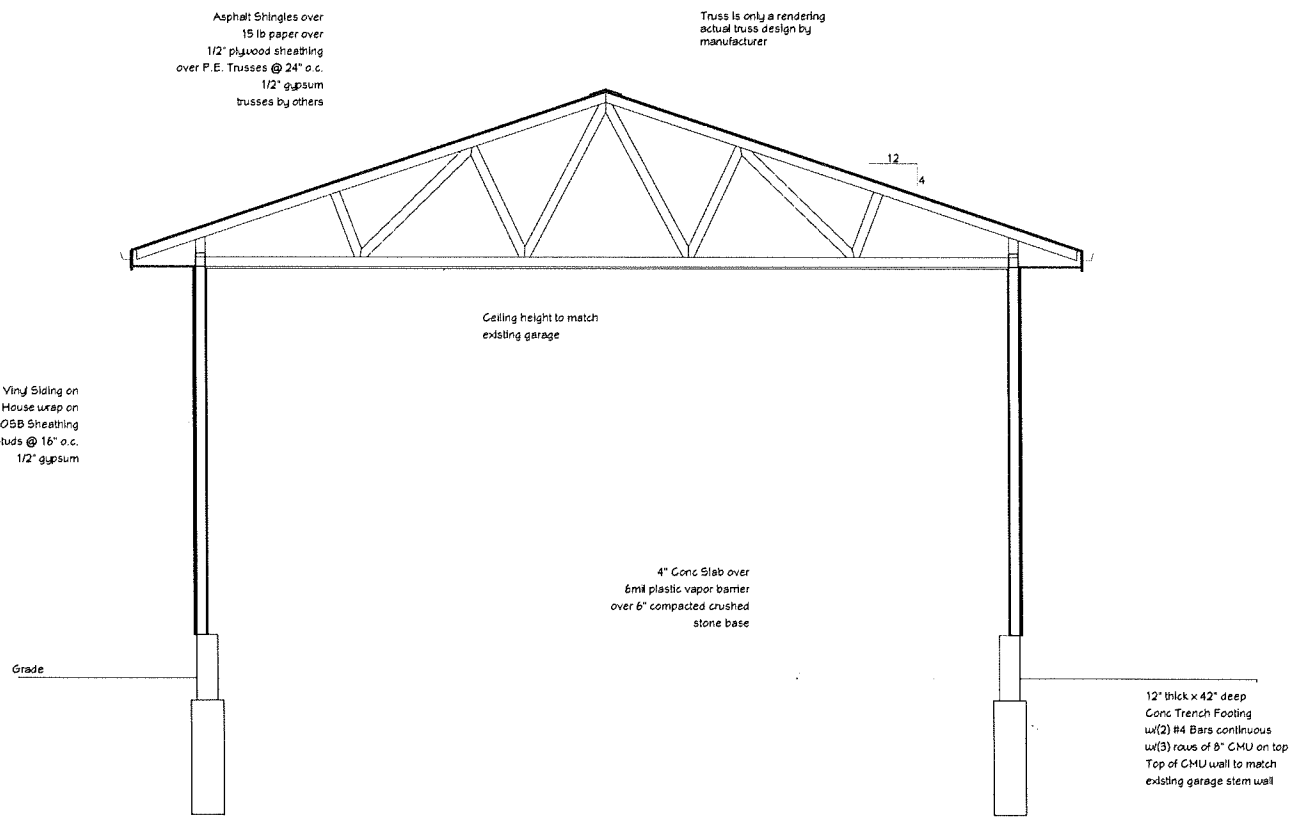 Asphalt Shingles over
15 lb paper over
1/2" plywood sheathing
over P.E. Trusses @ 24" o.c.
1/2" gypsum
trusses by others
Truss is only a rendering
actual truss design by
manufacturer
12
4
Ceiling height to match
existing garage
Vinyl Siding on
House wrap on
OSB Sheathing
tuds @ 16" o.c.
1/2" gypsum
4" Conc Slab over
6mil plastic vapor barrier
over 6" compacted crushed
stone base
Grade
12" thick x 42" deep
Conc Trench Footing
w/(2) #4 Bars continuous
w/(3) rows of 8" CMU on top
Top of CMU wall to match
existing garage stem wall